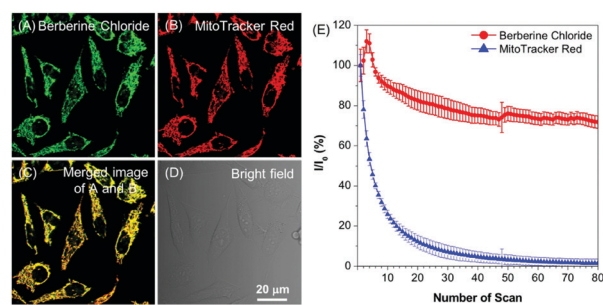 (A) Berberine Chloride
(B) MitoTracker Red
(C) Merged image
of A and B
(D) Bright field
20 µm
(E)
Berberine Chloride
MitoTracker Red
I/I0 (%)
120
100
80
60
40
20
0
10 20 30 40 50 60 70 80
Number of Scan